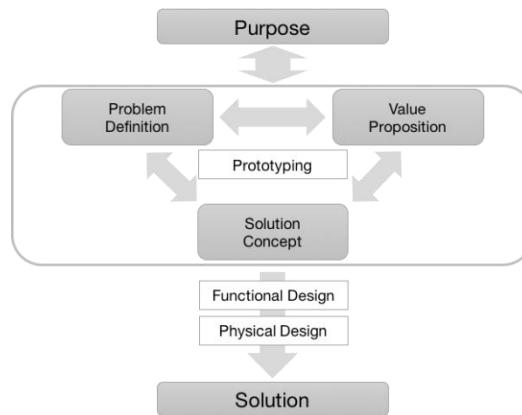 Purpose
Problem
Definition
Value
Proposition
Prototyping
Solution
Concept
Functional Design
Physical Design
Solution